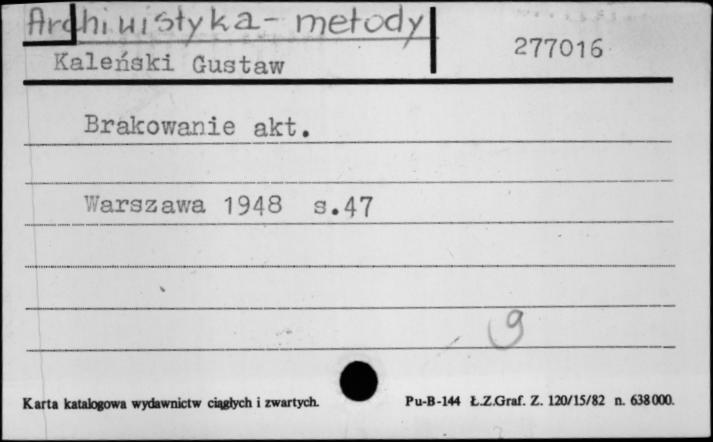 Archiwistyka - metody
Kaleński Gustaw
277016
Brakowanie akt.
Warszawa 1948 s.47
9
Karta katalogowa wydawnictw ciągłych i zwartych.
Pu-B-144 Ł.Z.Graf. Z. 120/15/82 n. 638000.